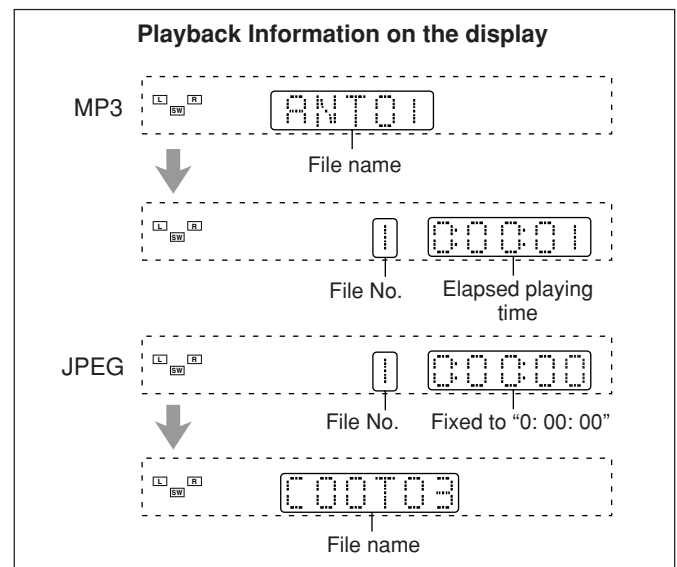 Playback Information on the display
MP3
L R
SW
ANT01
File name
L R
SW
1 0:00:01
File No. Elapsed playing
time
JPEG
L R
SW
1 0:00:00
File No. Fixed to “0: 00: 00”
L R
SW
C00T03
File name